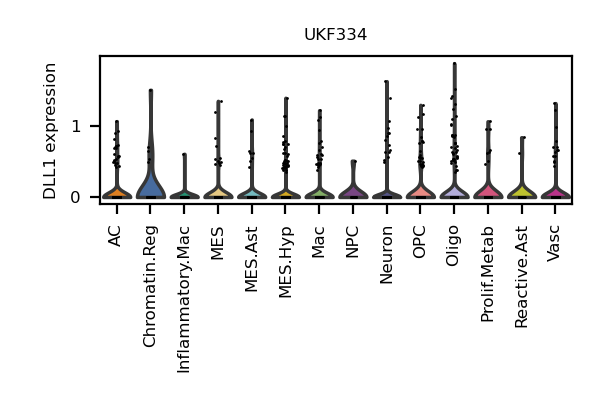 UKF334
DLL1 expression
1
0
AC
Chromatin.Reg
Inflammatory.Mac
MES
MES.Ast
MES.Hyp
Mac
NPC
Neuron
OPC
Oligo
Prolif.Metab
Reactive.Ast
Vasc